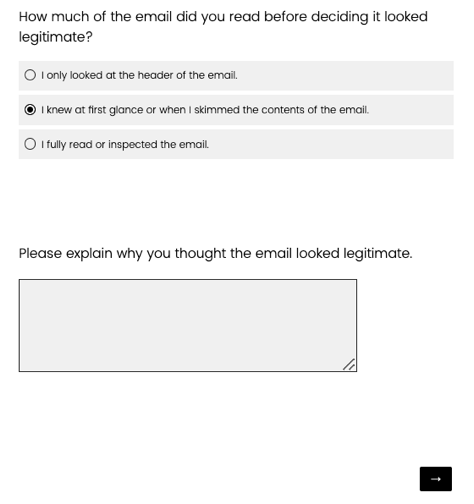 How much of the email did you read before deciding it looked
legitimate?
I only looked at the header of the email.
I knew at first glance or when I skimmed the contents of the email.
I fully read or inspected the email.
Please explain why you thought the email looked legitimate.
→